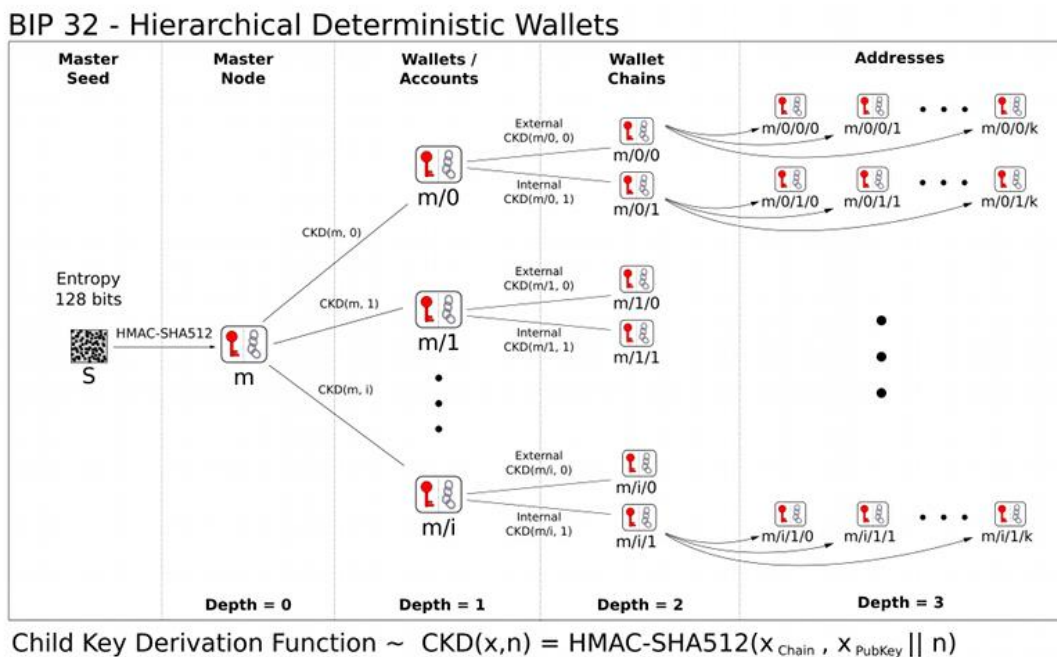 BIP 32 - Hierarchical Deterministic Wallets
Master
Seed
Master
Node
Wallets /
Accounts
Wallet
Chains
Addresses
Entropy
128 bits
S
HMAC-SHA512
m
CKD(m, 0)
CKD(m, 1)
CKD(m, i)
m/0
External
CKD(m/0, 0)
Internal
CKD(m/0, 1)
m/0/0
m/0/1
m/0/0/0
m/0/0/1
m/0/0/k
m/0/1/0
m/0/1/1
m/0/1/k
m/1
External
CKD(m/1, 0)
Internal
CKD(m/1, 1)
m/1/0
m/1/1
m/i
External
CKD(m/i, 0)
Internal
CKD(m/i, 1)
m/i/0
m/i/1
m/i/1/0
m/i/1/1
m/i/1/k
Depth = 0
Depth = 1
Depth = 2
Depth = 3
Child Key Derivation Function ~ CKD(x,n) = HMAC-SHA512(xChain , xPubKey || n)